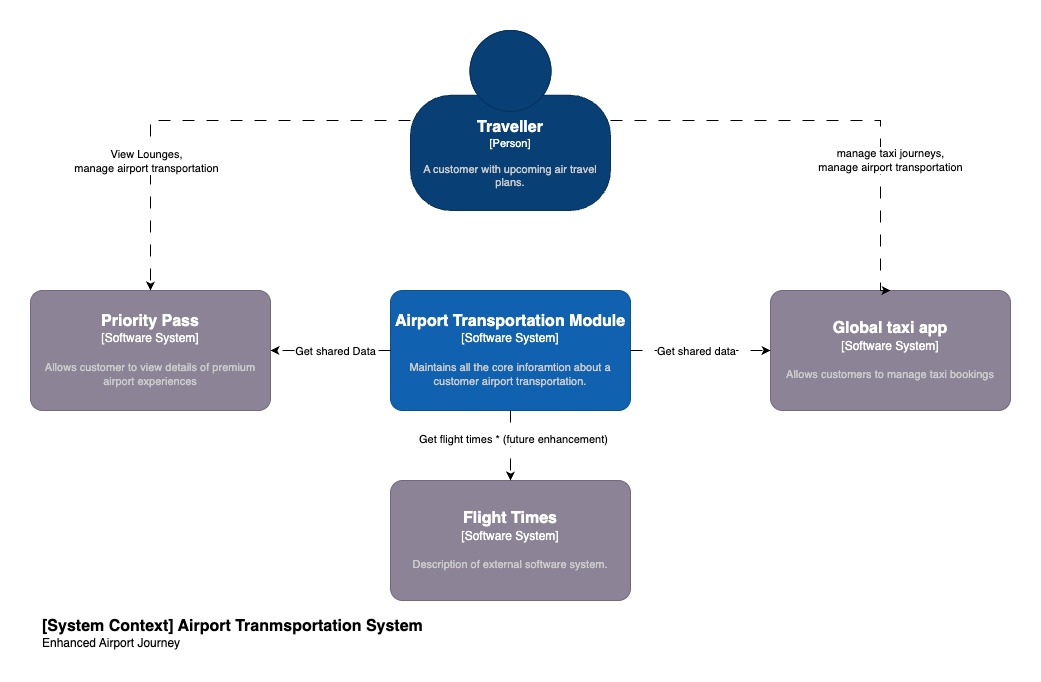 Traveller
[Person]
A customer with upcoming air travel
plans.
View Lounges,
manage airport transportation
manage taxi journeys,
manage airport transportation
Priority Pass
[Software System]
Allows customer to view details of premium
airport experiences
Get shared Data
Airport Transportation Module
[Software System]
Maintains all the core inforamtion about a
customer airport transportation.
Get shared data
Global taxi app
[Software System]
Allows customers to manage taxi bookings
Get flight times * (future enhancement)
Flight Times
[Software System]
Description of external software system.
[System Context] Airport Tranmsportation System
Enhanced Airport Journey